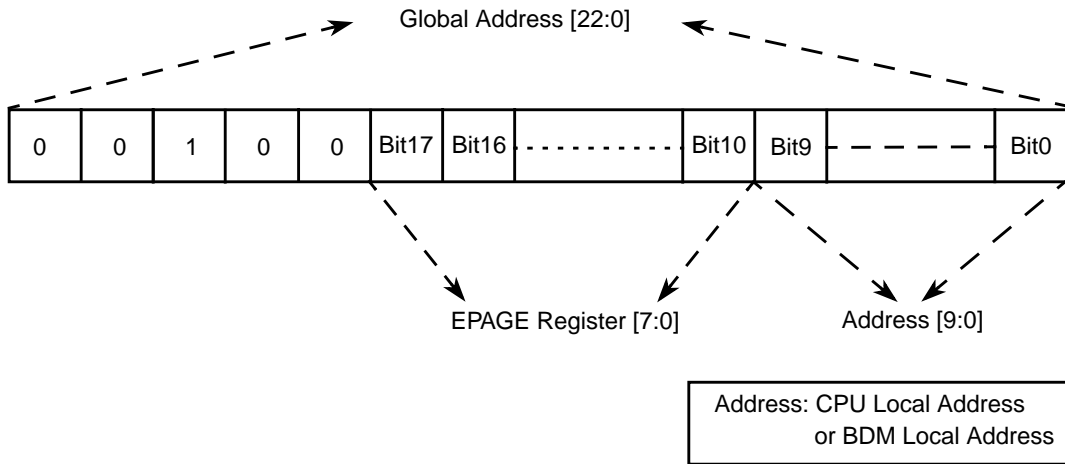 Global Address [22:0]
0 0 1 0 0 Bit17 Bit16 Bit10 Bit9 Bit0
EPAGE Register [7:0] Address [9:0]
Address: CPU Local Address
or BDM Local Address